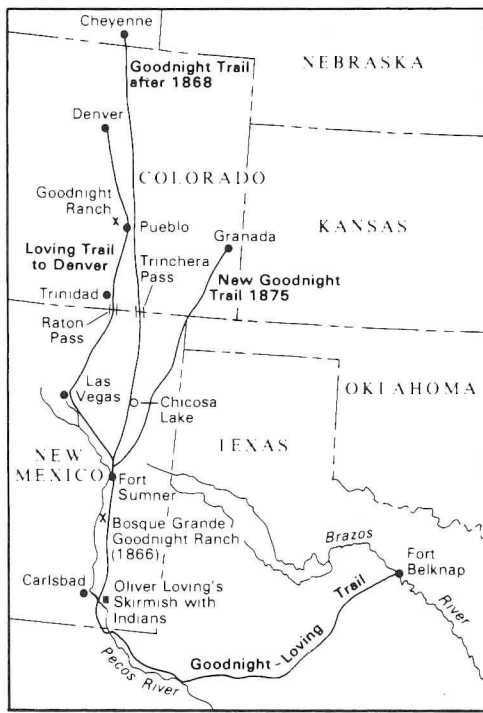 Cheyenne
Goodnight Trail
after 1868
NEBRASKA
Denver
COLORADO
Goodnight
Ranch
x
Pueblo
KANSAS
Granada
Loving Trail
to Denver
Trinchera
Pass
New Goodnight
Trail 1875
Trinidad
Raton
Pass
Las
Vegas
Chicosa
Lake
OKLAHOMA
TEXAS
NEW
MEXICO
Fort
Sumner
x
Bosque Grande
Goodnight Ranch
(1866)
Brazos
River
Fort
Belknap
Carlsbad
Oliver Loving's
Skirmish with
Indians
Pecos River
Goodnight-Loving Trail